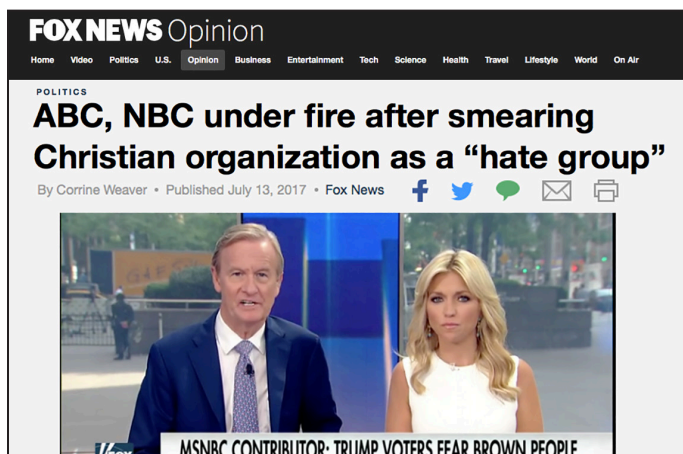 FOX NEWS Opinion
Home Video Politics U.S. Opinion Business Entertainment Tech Science Health Travel Lifestyle World On Air
POLITICS
ABC, NBC under fire after smearing
Christian organization as a “hate group”
By Corrine Weaver • Published July 13, 2017 • Fox News
FOX
MSNBC CONTRIBUTOR: TRUMP VOTERS FEAR BROWN PEOPLE